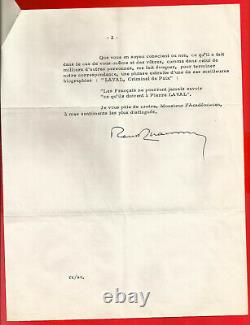 - 2 -
Que vous en soyez conscient ou non, ce qu'il a fait
dans le cas de vous-même et des vôtres, comme dans celui de
milliers d'autres personnes, me fait évoquer, pour terminer
notre correspondance, une phrase extraite d'une de ses meilleures
biographies : "LAVAL, Criminel de Paix" :
"Les Français ne pourront jamais savoir
"ce qu'ils doivent à Pierre LAVAL".
Je vous prie de croire, Monsieur l'Académicien,
à mes sentiments les plus distingués.
ebay